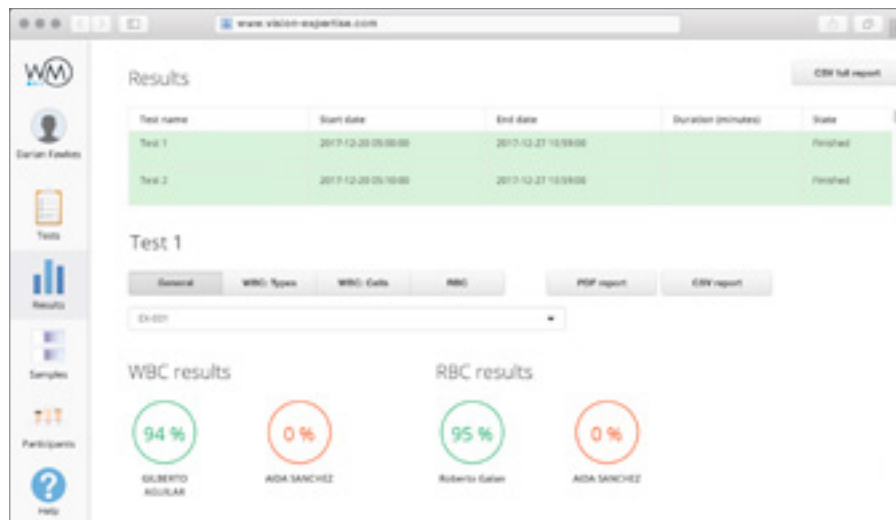 www.vision-expertise.com
WM
Results
CSV full report
Darian Fawkes
Test name Start date End date Duration (minutes) State
Test 1 2017-12-20 05:00:00 2017-12-27 10:59:00 Finished
Test 2 2017-12-20 05:10:00 2017-12-27 10:59:00 Finished
Tests
Results
Samples
Participants
Help
Test 1
General WBC: Types WBC: Cells RBC PDF report CSV report
EX-001
WBC results RBC results
94 % 0 % 95 % 0 %
GILBERTO AGUILAR
AIDA SANCHEZ
Roberto Galan
AIDA SANCHEZ